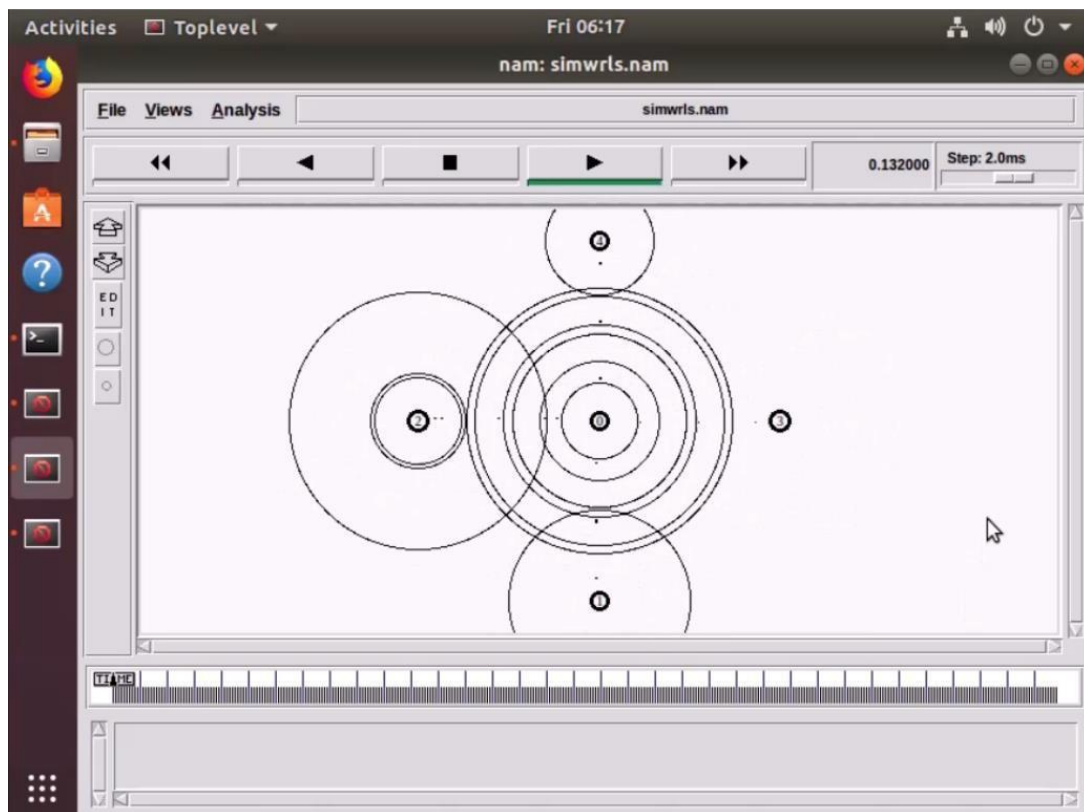 Activities Toplevel Fri 06:17
nam: simwrls.nam
File Views Analysis simwrls.nam
0.132000 Step: 2.0ms
ED
IT
4
2 0 3
1
TIME